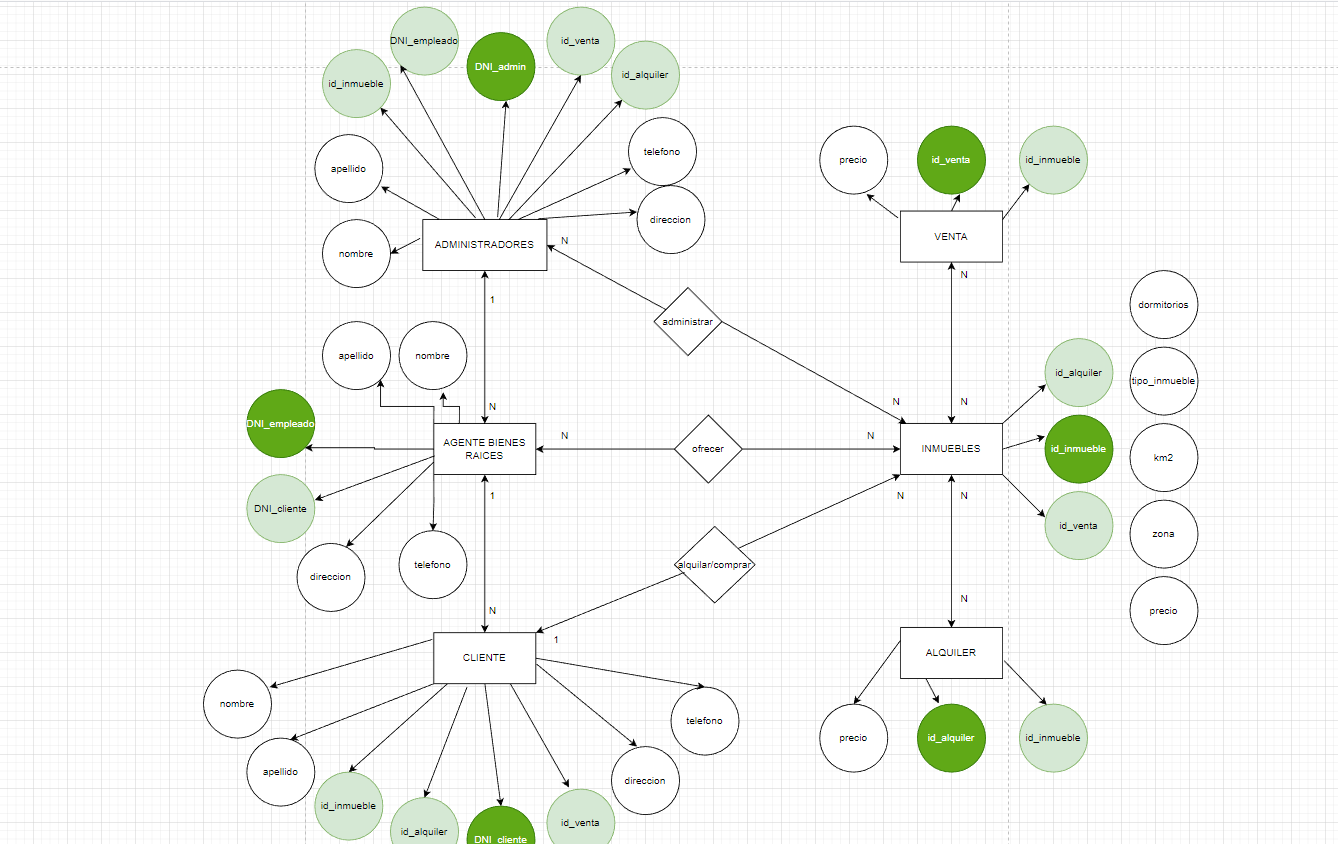 DNI_empleado
id_venta
DNI_admin
id_alquiler
id_inmueble
telefono
apellido
direccion
nombre
ADMINISTRADORES
N
1
administrar
precio
id_venta
id_inmueble
VENTA
N
dormitorios
apellido
nombre
id_alquiler
tipo_inmueble
N
N
N
DNI_empleado
AGENTE BIENES
RAICES
N
ofrecer
N
INMUEBLES
id_inmueble
km2
1
N
N
DNI_cliente
id_venta
zona
telefono
alquilar/comprar
direccion
N
N
precio
1
CLIENTE
ALQUILER
nombre
telefono
precio
id_alquiler
id_inmueble
apellido
direccion
id_inmueble
id_alquiler
id_venta
DNI_cliente